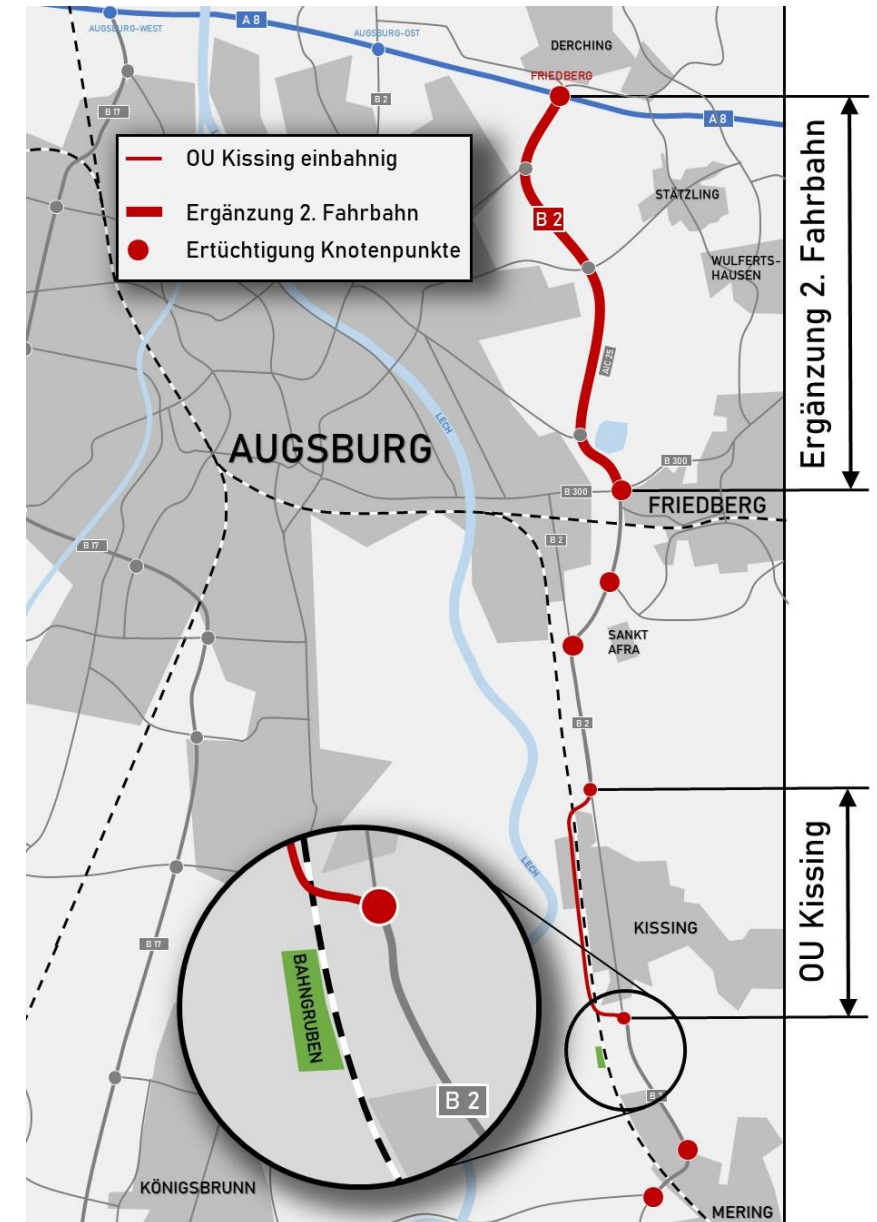 AUGSBURG-WEST
A 8
AUGSBURG-OST
DERCHING
FRIEDBERG
B 17
B 2
A 8
OU Kissing einbahnig
Ergänzung 2. Fahrbahn
Ertüchtigung Knotenpunkte
STÄTZLING
B 2
WULFERTS-
HAUSEN
Ergänzung 2. Fahrbahn
AIC 25
LECH
AUGSBURG
B 300
B 300
FRIEDBERG
B 17
B 2
SANKT
AFRA
B 2
OU Kissing
LECH
KISSING
B 17
BAHNGRUBEN
B 2
B 2
KÖNIGSBRUNN
MERING